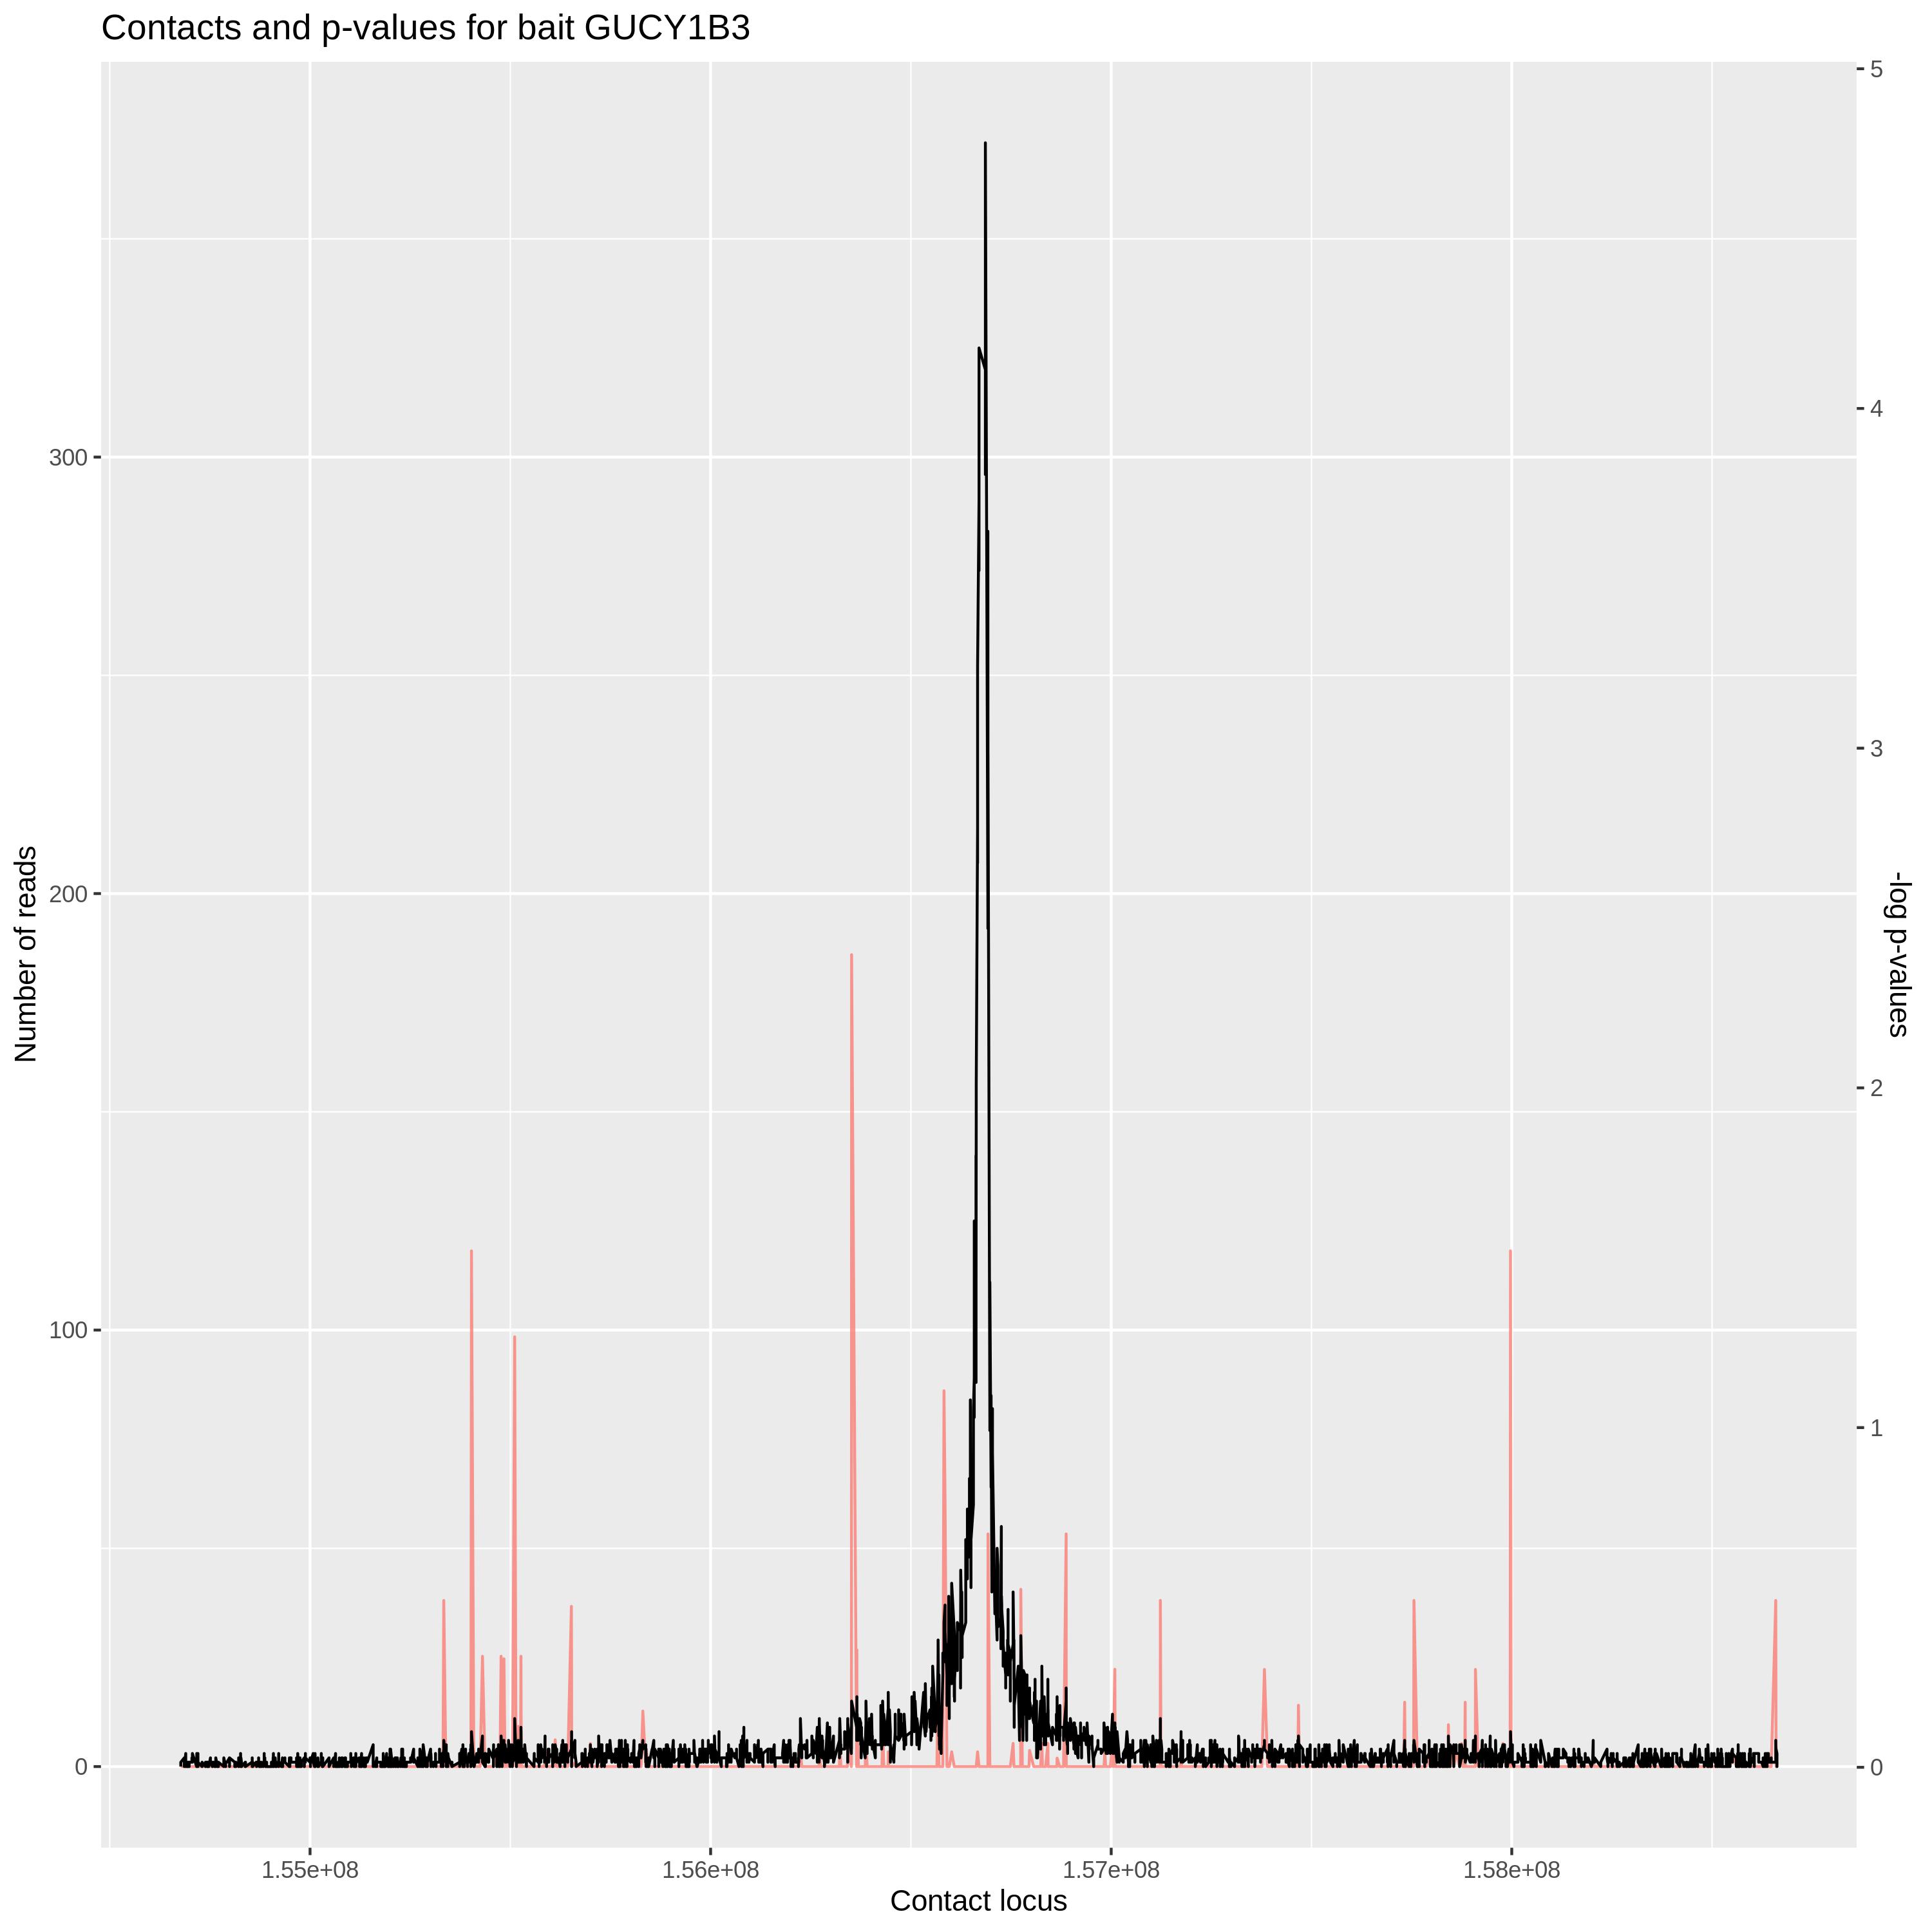 Contacts and p-values for bait GUCY1B3
5
4
300
3
200
Number of reads
-log p-values
2
100
1
0
0
1.55e+08
1.56e+08
1.57e+08
1.58e+08
Contact locus